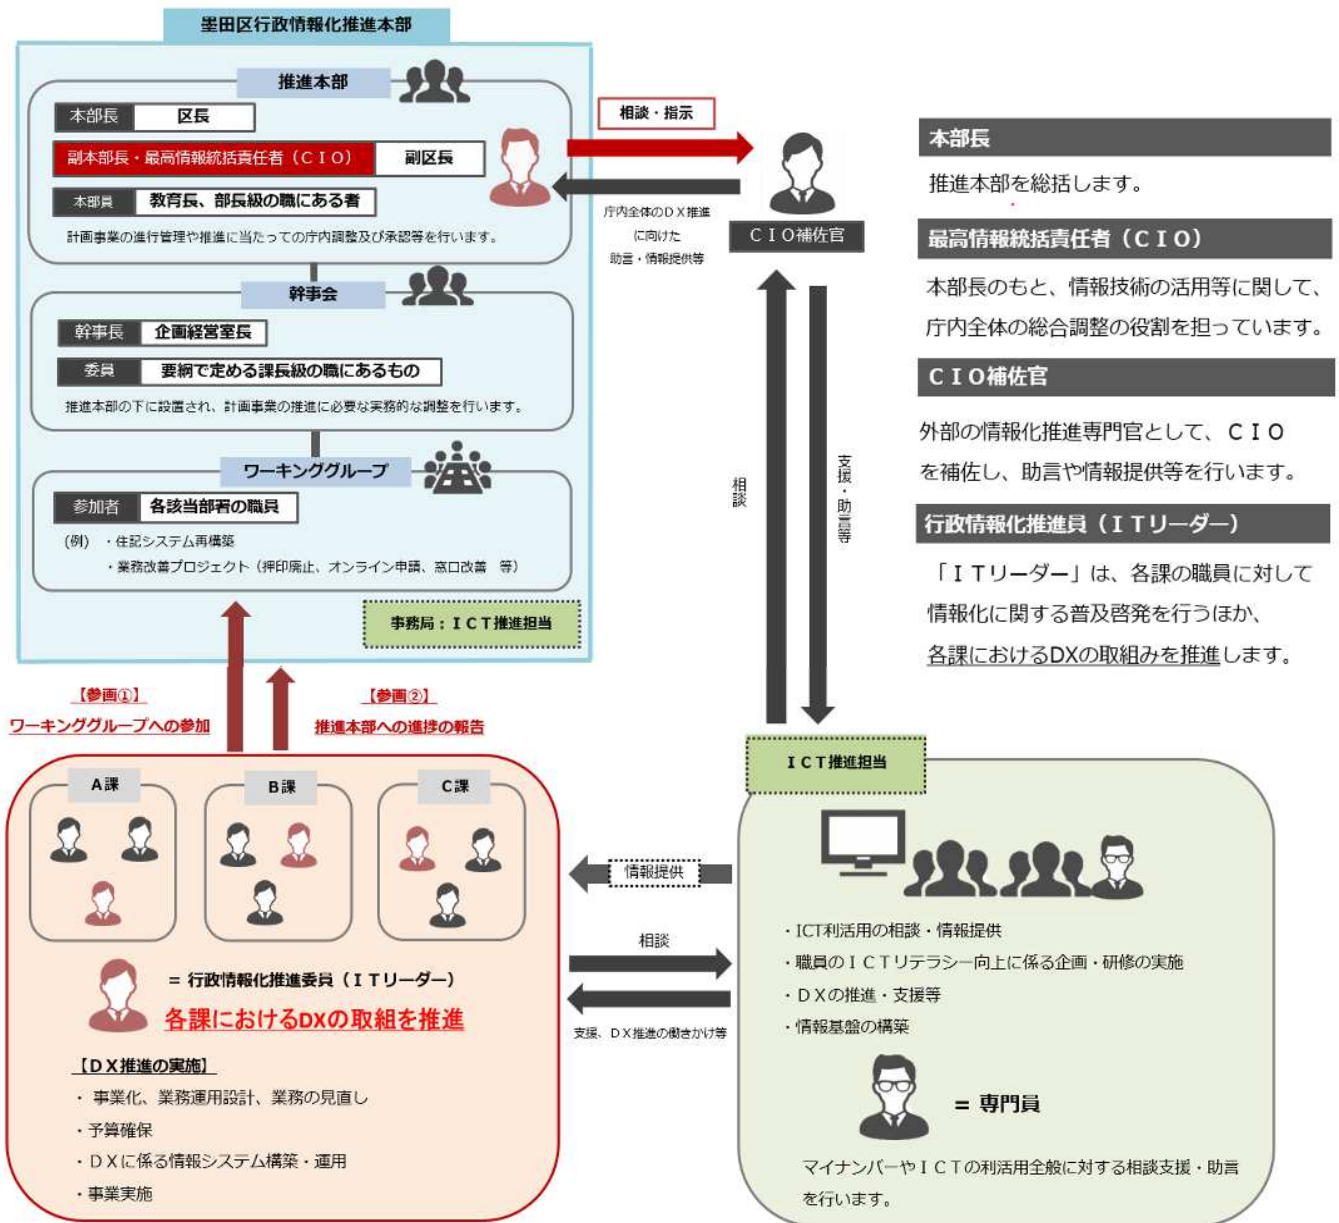 墨田区行政情報化推進本部
推進本部
本部長 区長
副本部長・最高情報統括責任者（ＣＩＯ） 副区長
本部員 教育長、部長級の職にある者
計画事業の進行管理や推進に当たっての庁内調整及び承認等を行います。
幹事会
幹事長 企画経営室長
委員 要綱で定める課長級の職にあるもの
推進本部の下に設置され、計画事業の推進に必要な実務的な調整を行います。
ワーキンググループ
参加者 各該当部署の職員
(例) ・住記システム再構築
・業務改善プロジェクト（押印廃止、オンライン申請、窓口改善 等）
事務局：ＩＣＴ推進担当
相談・指示
庁内全体のＤＸ推進
に向けた
助言・情報提供等
ＣＩＯ補佐官
相談
支援・助言等
本部長
推進本部を総括します。
最高情報統括責任者（ＣＩＯ）
本部長のもと、情報技術の活用等に関して、
庁内全体の総合調整の役割を担っています。
ＣＩＯ補佐官
外部の情報化推進専門官として、ＣＩＯ
を補佐し、助言や情報提供等を行います。
行政情報化推進員（ＩＴリーダー）
「ＩＴリーダー」は、各課の職員に対して
情報化に関する普及啓発を行うほか、
各課におけるDXの取組みを推進します。
【参画①】
ワーキンググループへの参加
【参画②】
推進本部への進捗の報告
Ａ課
Ｂ課
Ｃ課
＝ 行政情報化推進委員（ＩＴリーダー）
各課におけるDXの取組を推進
【ＤＸ推進の実施】
・ 事業化、業務運用設計、業務の見直し
・予算確保
・ＤＸに係る情報システム構築・運用
・事業実施
情報提供
相談
支援、ＤＸ推進の働きかけ等
ＩＣＴ推進担当
・ICT利活用の相談・情報提供
・職員のＩＣＴリテラシー向上に係る企画・研修の実施
・ＤＸの推進・支援等
・情報基盤の構築
＝ 専門員
マイナンバーやＩＣＴの利活用全般に対する相談支援・助言
を行います。